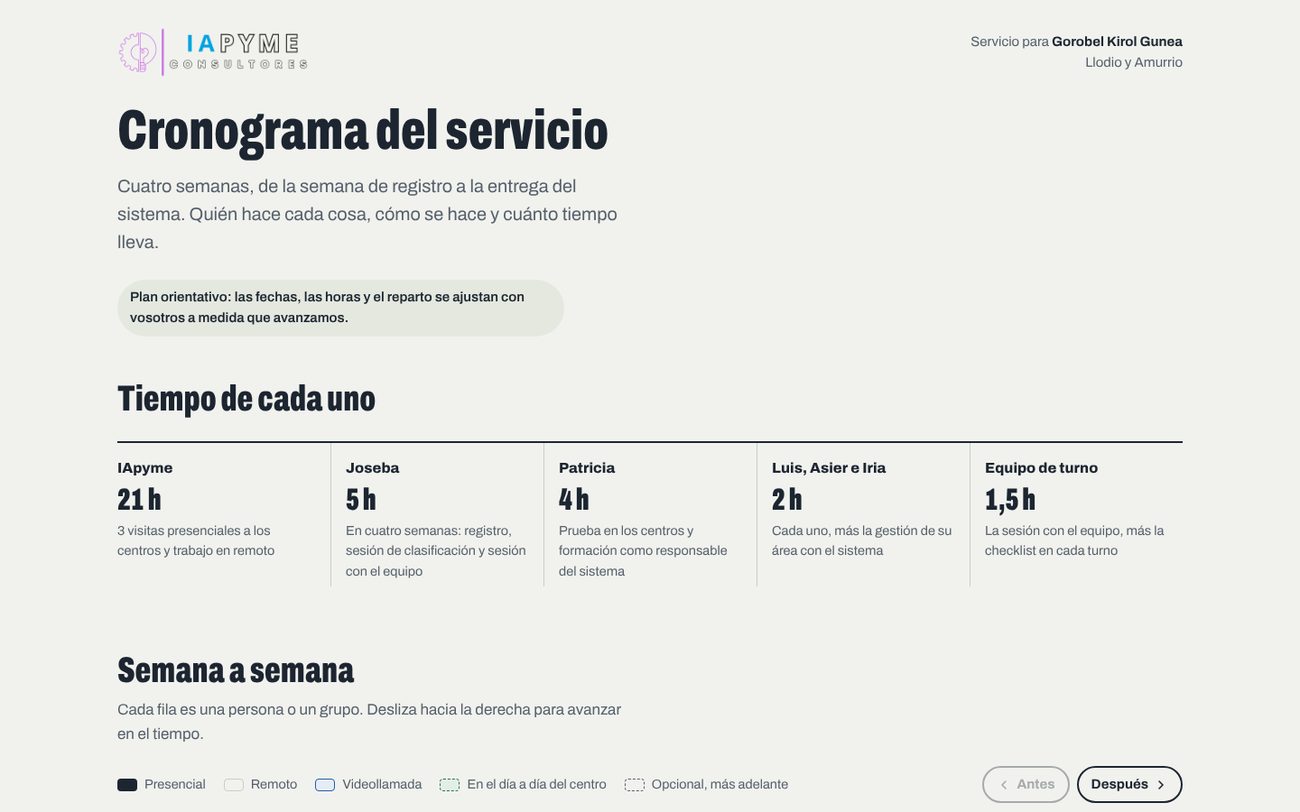 IAPYME
CONSULTORES
Servicio para Gorobel Kirol Gunea
Llodio y Amurrio
Cronograma del servicio
Cuatro semanas, de la semana de registro a la entrega del
sistema. Quién hace cada cosa, cómo se hace y cuánto tiempo
lleva.
Plan orientativo: las fechas, las horas y el reparto se ajustan con
vosotros a medida que avanzamos.
Tiempo de cada uno
IApyme
21 h
3 visitas presenciales a los
centros y trabajo en remoto
Joseba
5 h
En cuatro semanas: registro,
sesión de clasificación y sesión
con el equipo
Patricia
4 h
Prueba en los centros y
formación como responsable
del sistema
Luis, Asier e Iria
2 h
Cada uno, más la gestión de su
área con el sistema
Equipo de turno
1,5 h
La sesión con el equipo, más la
checklist en cada turno
Semana a semana
Cada fila es una persona o un grupo. Desliza hacia la derecha para avanzar
en el tiempo.
Presencial
Remoto
Videollamada
En el día a día del centro
Opcional, más adelante
Antes
Después